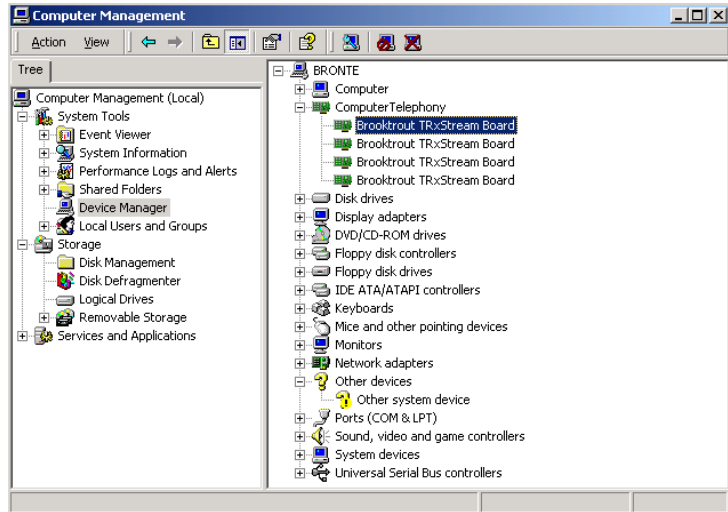 Computer Management
Action View
Tree
Computer Management (Local)
System Tools
Event Viewer
System Information
Performance Logs and Alerts
Shared Folders
Device Manager
Local Users and Groups
Storage
Disk Management
Disk Defragmenter
Logical Drives
Removable Storage
Services and Applications
BRONTE
Computer
ComputerTelephony
Brooktrout TRxStream Board
Brooktrout TRxStream Board
Brooktrout TRxStream Board
Brooktrout TRxStream Board
Disk drives
Display adapters
DVD/CD-ROM drives
Floppy disk controllers
Floppy disk drives
IDE ATA/ATAPI controllers
Keyboards
Mice and other pointing devices
Monitors
Network adapters
Other devices
Other system device
Ports (COM & LPT)
Sound, video and game controllers
System devices
Universal Serial Bus controllers